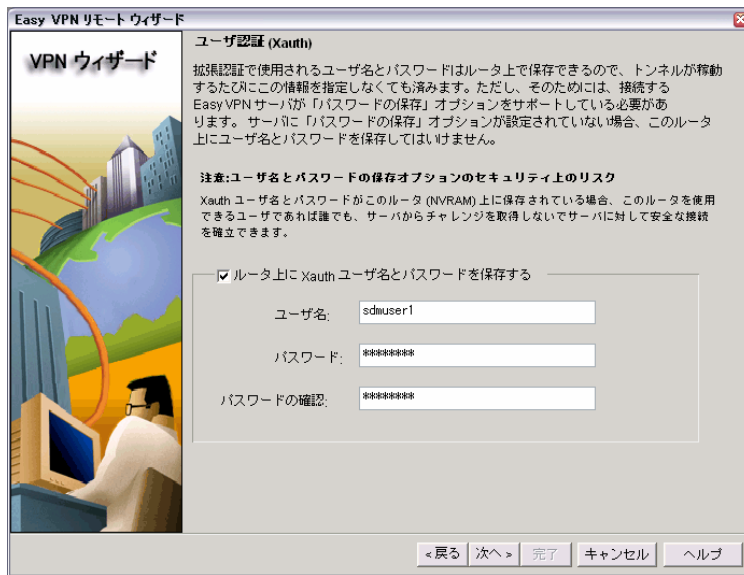 Easy VPN リモート ウィザード
VPN ウィザード
ユーザ認証 (Xauth)
拡張認証で使用されるユーザ名とパスワードはルータ上で保存できるので、トンネルが稼動
するたびにこの情報を指定しなくても済みます。ただし、そのためには、接続する
Easy VPN サーバが「パスワードの保存」オプションをサポートしている必要があ
ります。サーバに「パスワードの保存」オプションが設定されていない場合、このルータ
上にユーザ名とパスワードを保存してはいけません。
注意:ユーザ名とパスワードの保存オプションのセキュリティ上のリスク
Xauth ユーザ名とパスワードがこのルータ (NVRAM) 上に保存されている場合、このルータを使用
できるユーザであれば誰でも、サーバからチャレンジを取得しないでサーバに対して安全な接続
を確立できます。
ルータ上に Xauth ユーザ名とパスワードを保存する
ユーザ名: sdmuser1
パスワード: ********
パスワードの確認: ********
«戻る 次へ» 完了 キャンセル ヘルプ